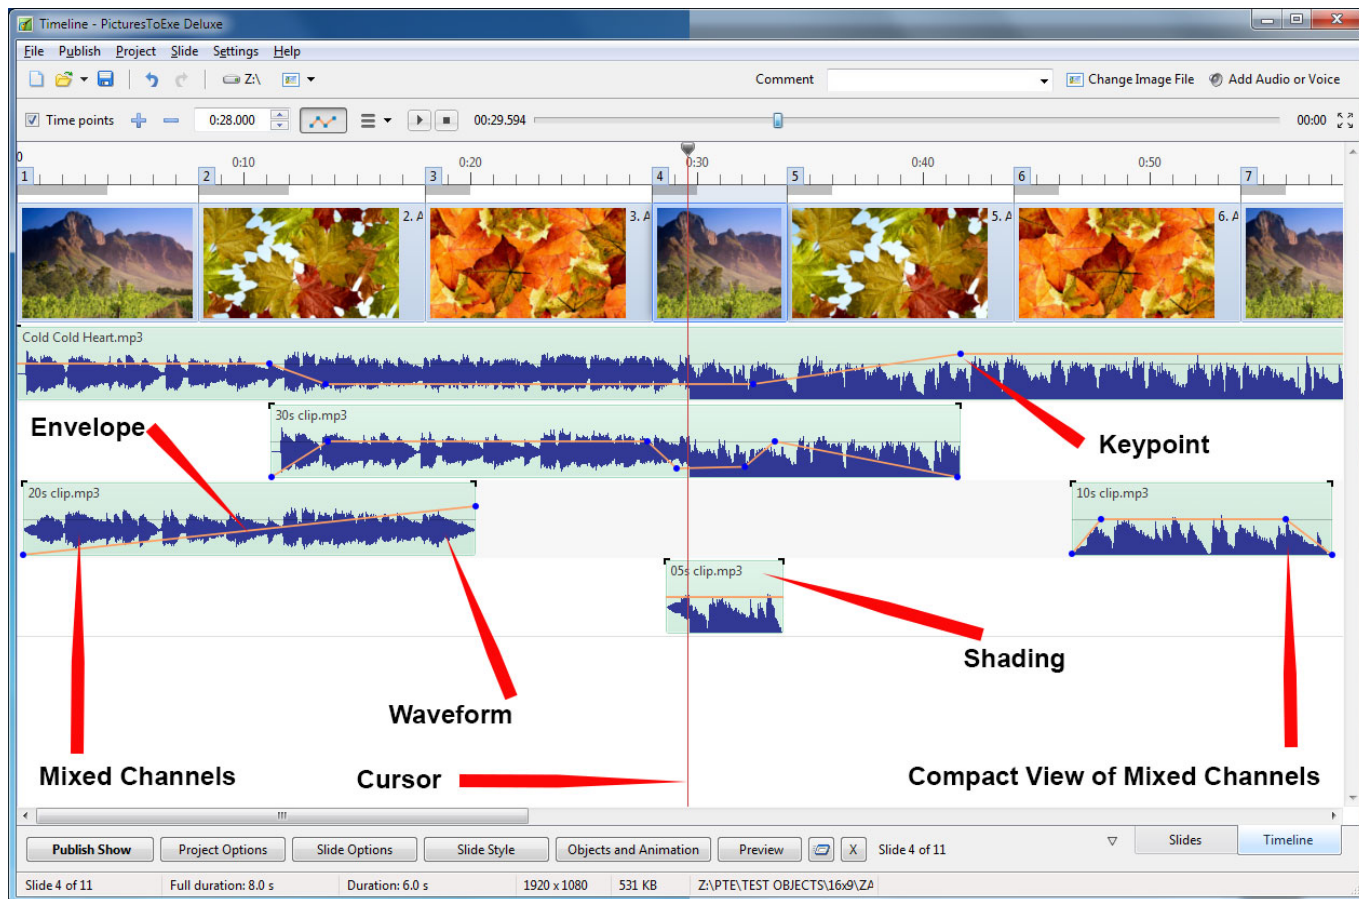 Timeline - PicturesToExe Deluxe
File Publish Project Slide Settings Help
Z:\ Comment Change Image File Add Audio or Voice
Time points 0:28.000 00:29.594 00:00
0 0:10 0:20 0:30 0:40 0:50
1 2 3 4 5 6 7
2. A 3. A 5. A 6. A
Cold Cold Heart.mp3
30s clip.mp3
Envelope
Keypoint
20s clip.mp3 10s clip.mp3
05s clip.mp3
Shading
Waveform
Mixed Channels Cursor Compact View of Mixed Channels
Publish Show Project Options Slide Options Slide Style Objects and Animation Preview X Slide 4 of 11 Slides Timeline
Slide 4 of 11 Full duration: 8.0 s Duration: 6.0 s 1920 x 1080 531 KB Z:\PTE\TEST OBJECTS\16x9\ZA